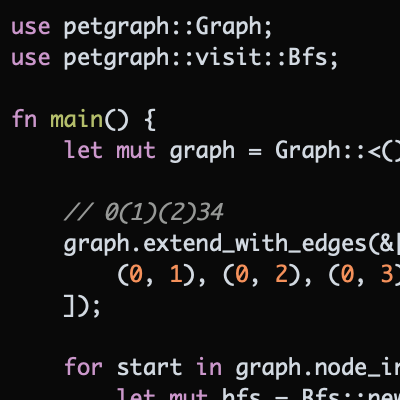 use petgraph::Graph;
use petgraph::visit::Bfs;
fn main() {
let mut graph = Graph::<()
// 0(1)(2)34
graph.extend_with_edges(&[
(0, 1), (0, 2), (0, 3)
]);
for start in graph.node_in
let mut bfs = Bfs::new